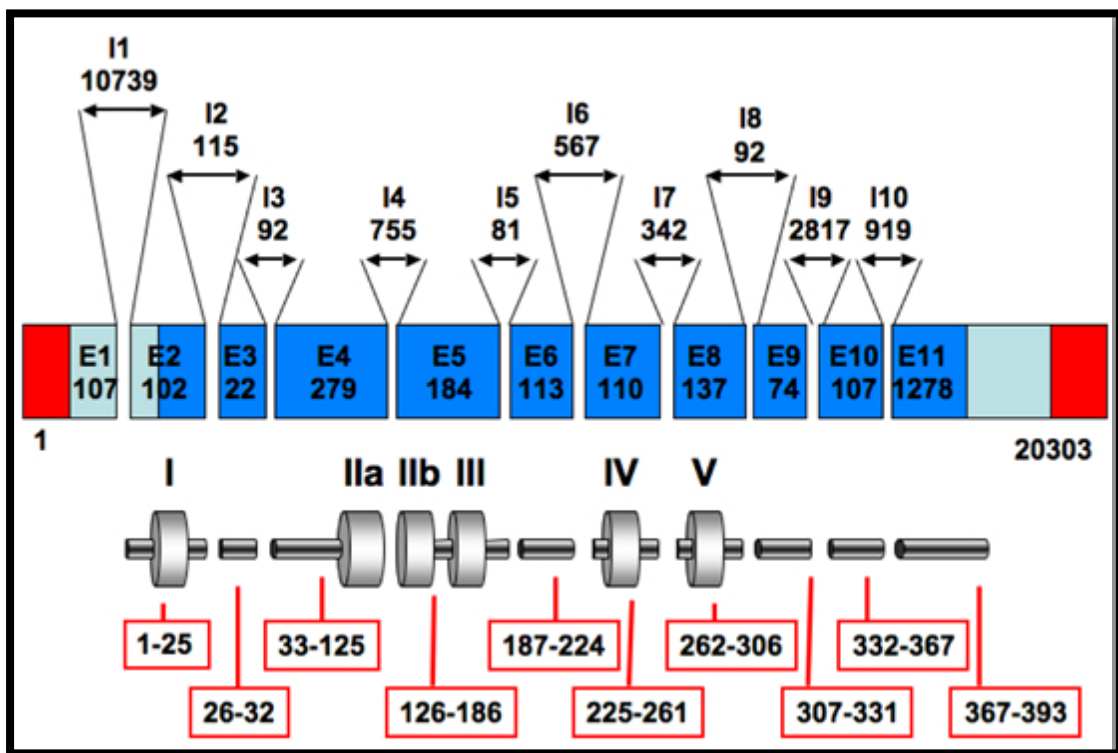 I1
10739
I2
115
I3
92
I4
755
I5
81
I6
567
I7
342
I8
92
I9
2817
I10
919
E1
107
E2
102
E3
22
E4
279
E5
184
E6
113
E7
110
E8
137
E9
74
E10
107
E11
1278
1
20303
I
IIa
IIb
III
IV
V
1-25
26-32
33-125
126-186
187-224
225-261
262-306
307-331
332-367
367-393